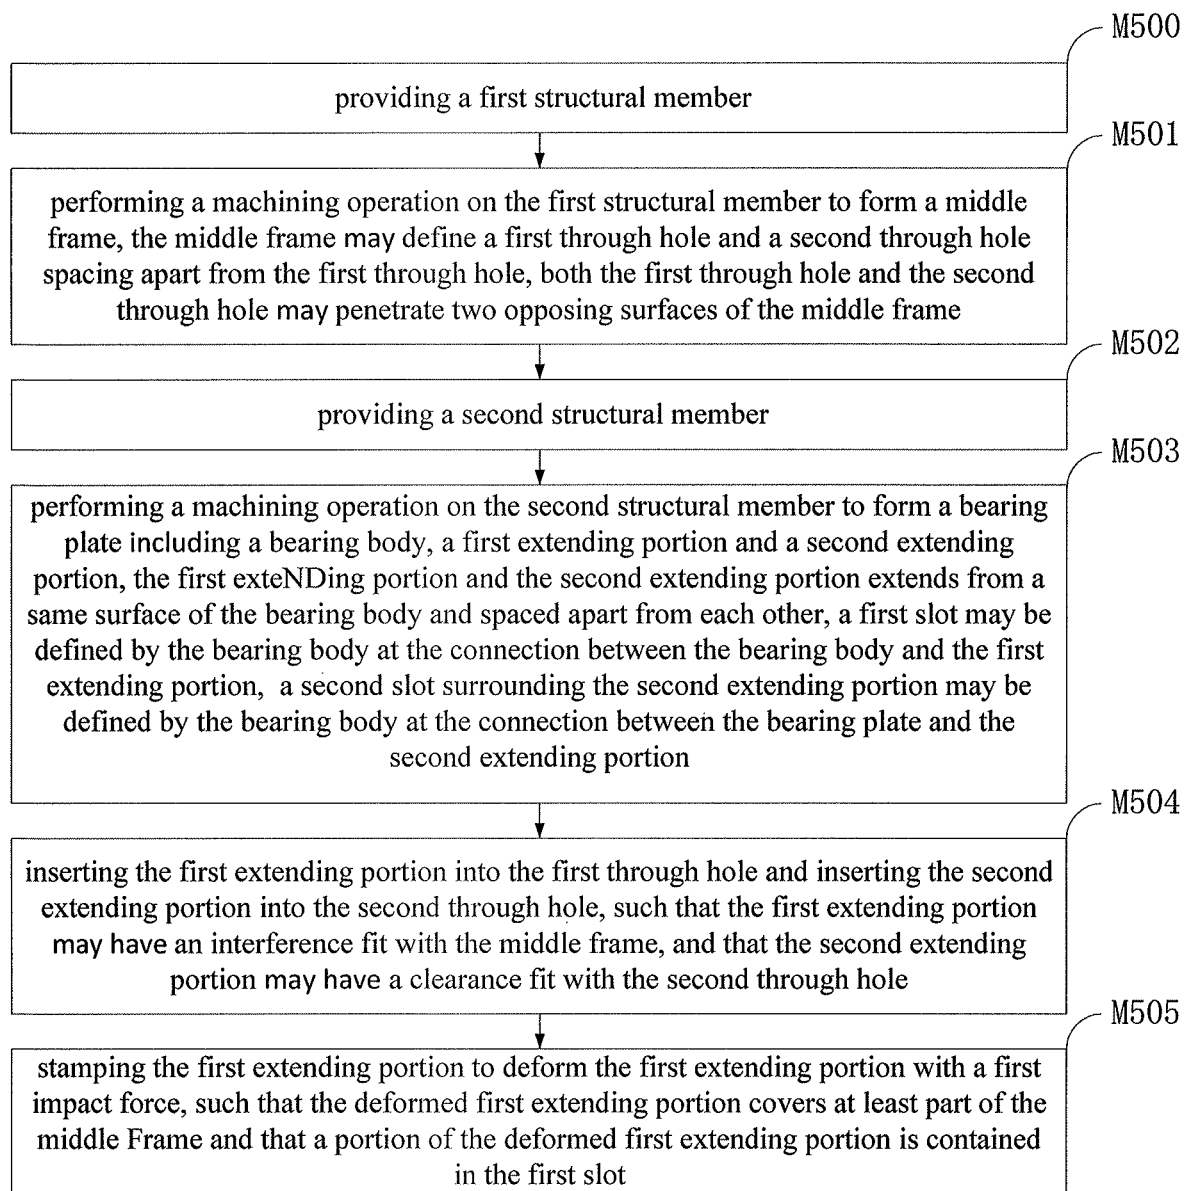 M500
providing a first structural member
M501
performing a machining operation on the first structural member to form a middle
frame, the middle frame may define a first through hole and a second through hole
spacing apart from the first through hole, both the first through hole and the second
through hole may penetrate two opposing surfaces of the middle frame
M502
providing a second structural member
M503
performing a machining operation on the second structural member to form a bearing
plate including a bearing body, a first extending portion and a second extending
portion, the first exteNDing portion and the second extending portion extends from a
same surface of the bearing body and spaced apart from each other, a first slot may be
defined by the bearing body at the connection between the bearing body and the first
extending portion, a second slot surrounding the second extending portion may be
defined by the bearing body at the connection between the bearing plate and the
second extending portion
M504
inserting the first extending portion into the first through hole and inserting the second
extending portion into the second through hole, such that the first extending portion
may have an interference fit with the middle frame, and that the second extending
portion may have a clearance fit with the second through hole
M505
stamping the first extending portion to deform the first extending portion with a first
impact force, such that the deformed first extending portion covers at least part of the
middle Frame and that a portion of the deformed first extending portion is contained
in the first slot